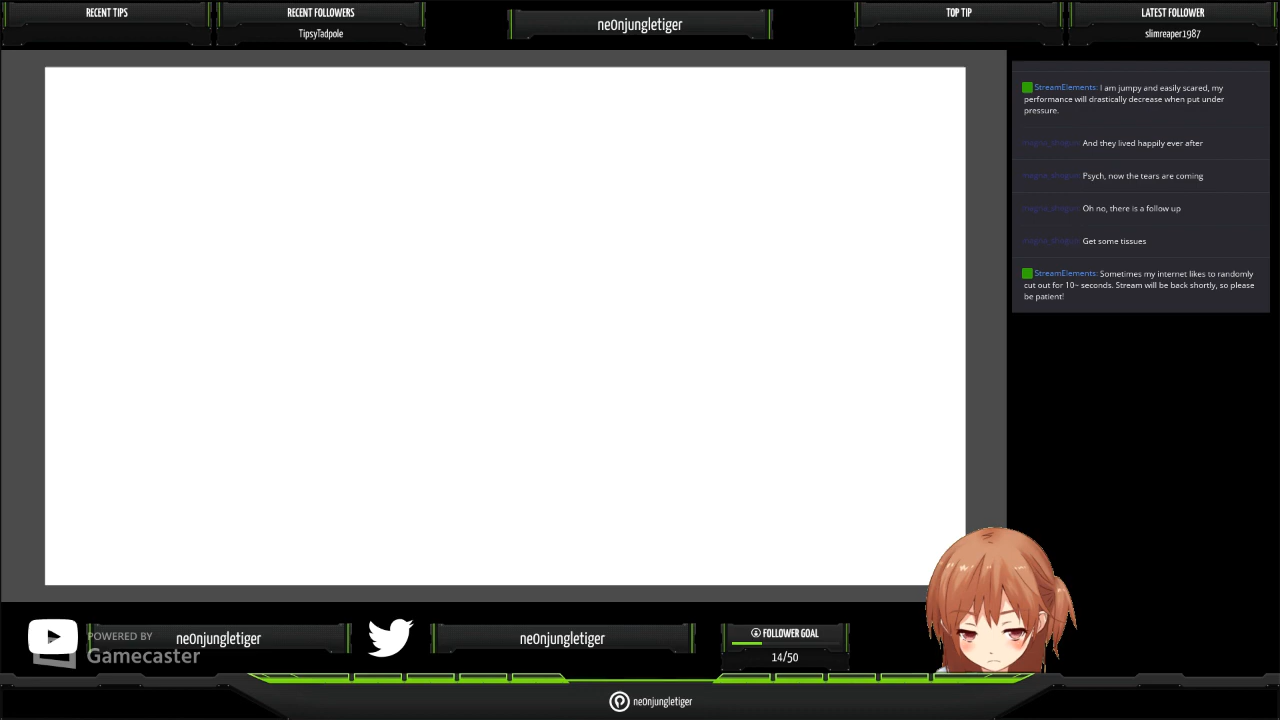 RECENT TIPS
RECENT FOLLOWERS
TipsyTadpole
ne0njungletiger
TOP TIP
LATEST FOLLOWER
slimreaper1987
StreamElements: I am jumpy and easily scared, my
performance will drastically decrease when put under
pressure.
And they lived happily ever after
Psych, now the tears are coming
Oh no, there is a follow up
Get some tissues
StreamElements: Sometimes my internet likes to randomly
cut out for 10~ seconds. Stream will be back shortly, so please
be patient!
POWERED BY
Gamecaster
ne0njungletiger
ne0njungletiger
FOLLOWER GOAL
14/50
ne0njungletiger